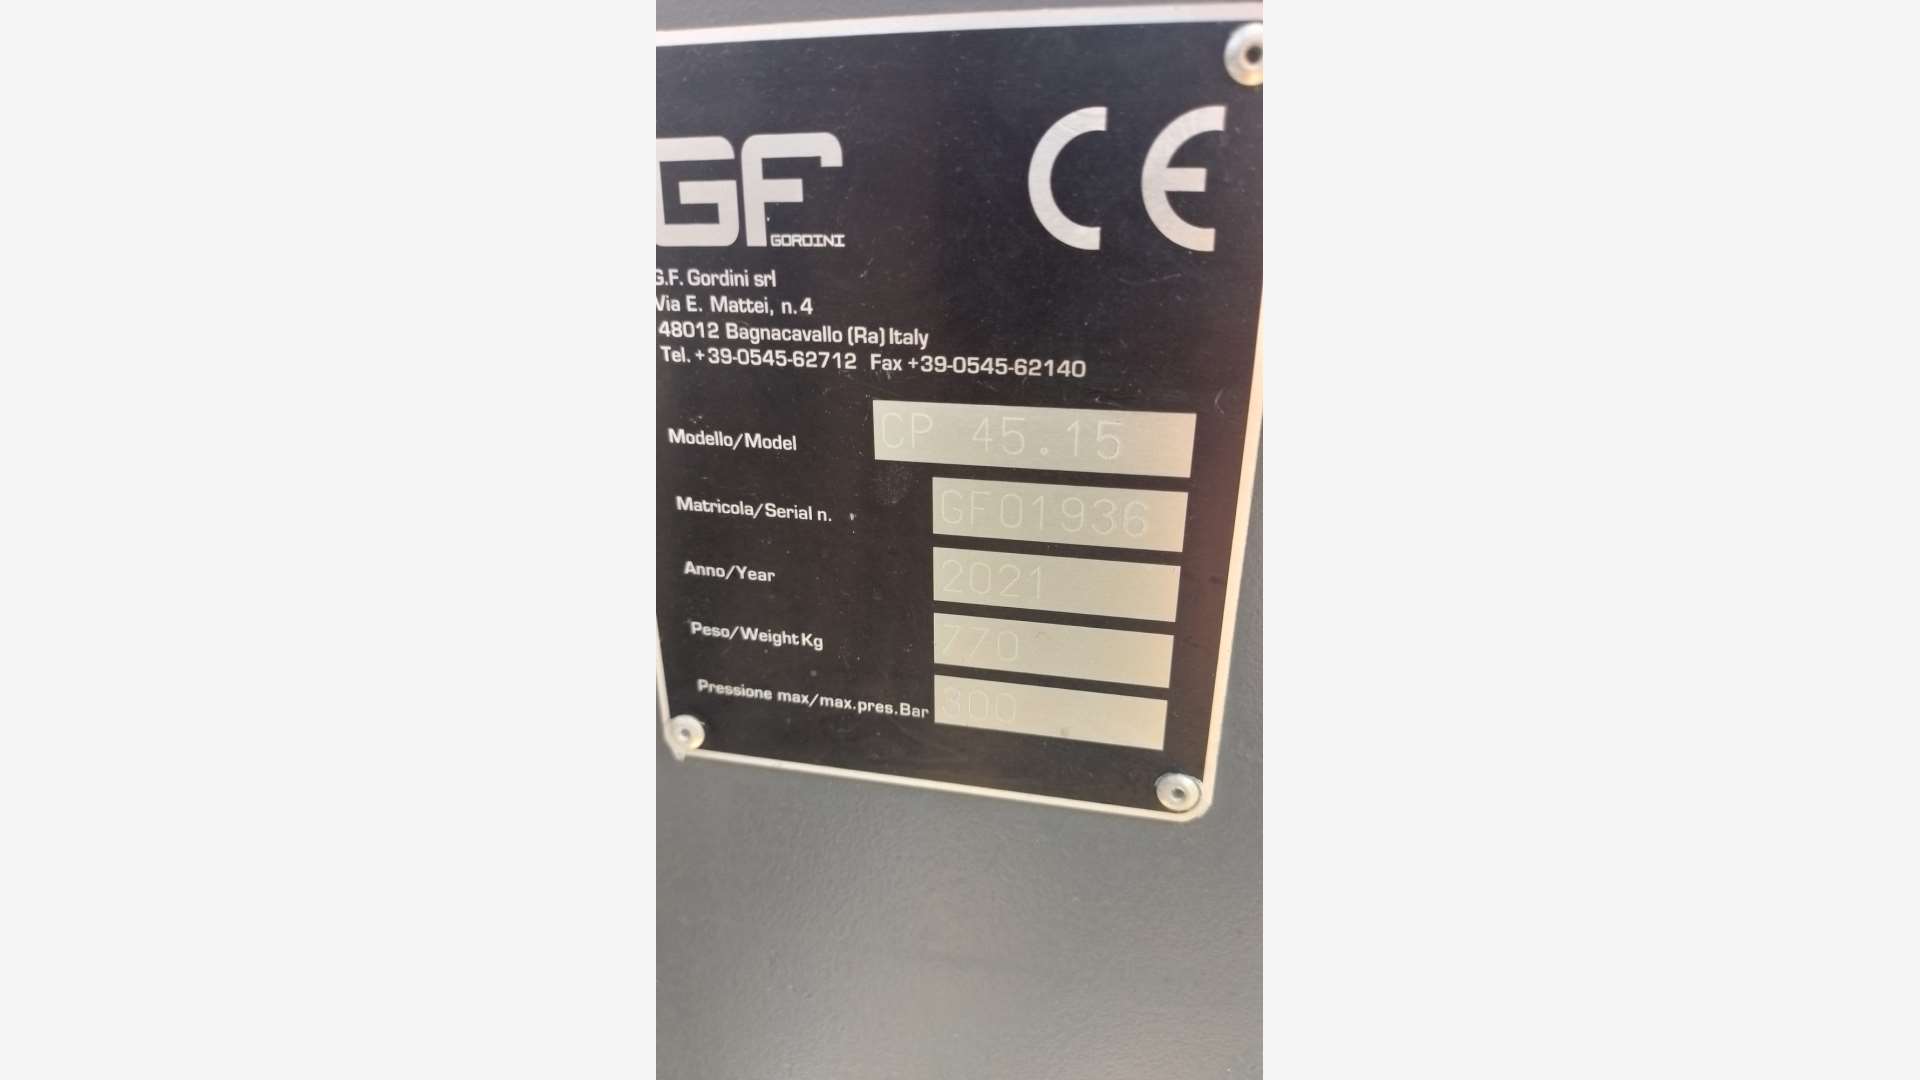 GF GORDINI
CE
G.F. Gordini srl
Via E. Mattei, n.4
48012 Bagnacavallo (Ra) Italy
Tel. +39-0545-62712 Fax +39-0545-62140
Modello/Model CP 45.15
Matricola/Serial n. GF01936
Anno/Year 2021
Peso/Weight Kg 770
Pressione max/max.pres.Bar 300